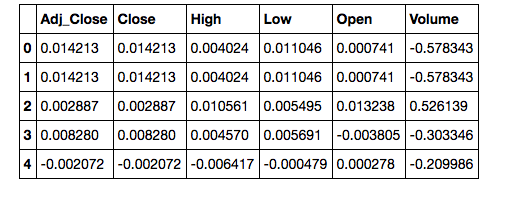 Adj_Close Close High Low Open Volume
0 0.014213 0.014213 0.004024 0.011046 0.000741 -0.578343
1 0.014213 0.014213 0.004024 0.011046 0.000741 -0.578343
2 0.002887 0.002887 0.010561 0.005495 0.013238 0.526139
3 0.008280 0.008280 0.004570 0.005691 -0.003805 -0.303346
4 -0.002072 -0.002072 -0.006417 -0.000479 0.000278 -0.209986